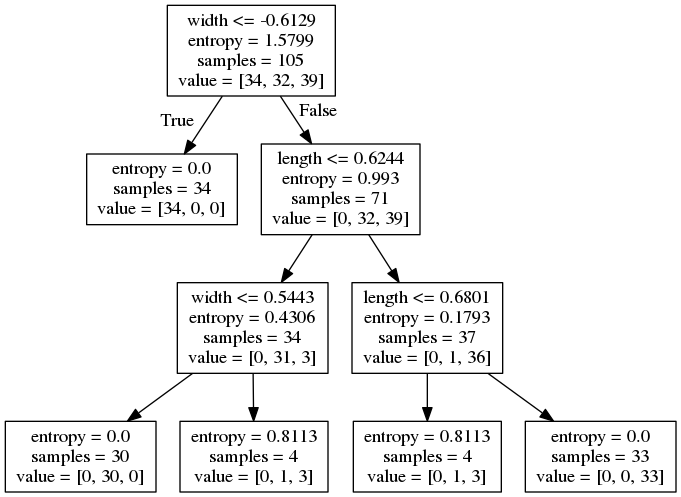 width <= -0.6129
entropy = 1.5799
samples = 105
value = [34, 32, 39]
True
False
entropy = 0.0
samples = 34
value = [34, 0, 0]
length <= 0.6244
entropy = 0.993
samples = 71
value = [0, 32, 39]
width <= 0.5443
entropy = 0.4306
samples = 34
value = [0, 31, 3]
length <= 0.6801
entropy = 0.1793
samples = 37
value = [0, 1, 36]
entropy = 0.0
samples = 30
value = [0, 30, 0]
entropy = 0.8113
samples = 4
value = [0, 1, 3]
entropy = 0.8113
samples = 4
value = [0, 1, 3]
entropy = 0.0
samples = 33
value = [0, 0, 33]